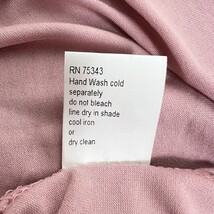 RN 75343
Hand Wash cold
separately
do not bleach
line dry in shade
cool iron
or
dry clean